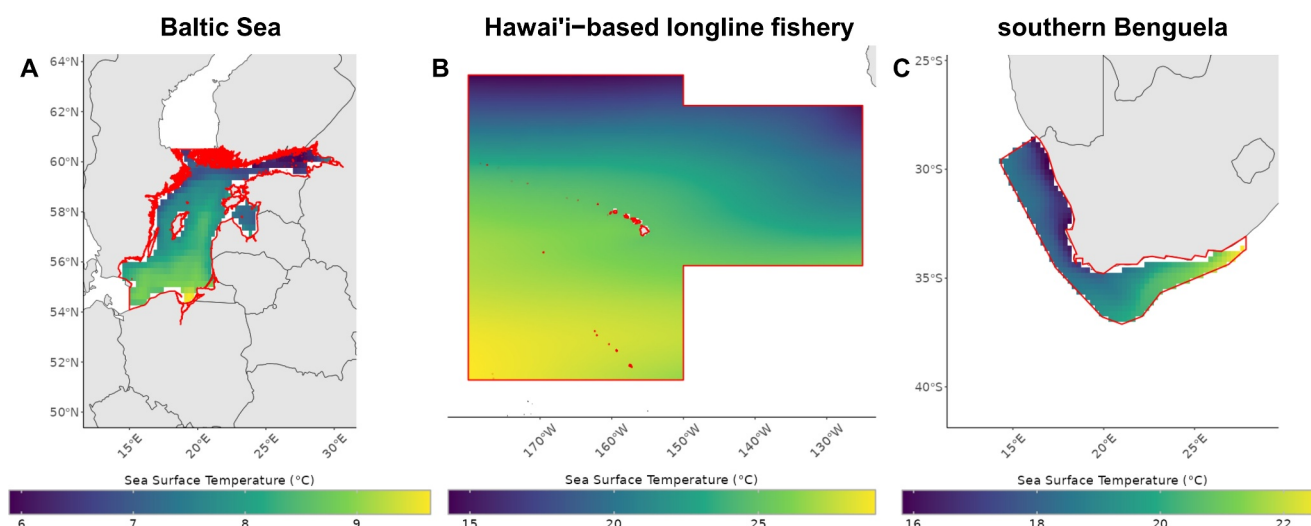 Baltic Sea
Hawai'i−based longline fishery
southern Benguela
A
64°N
62°N
60°N
58°N
56°N
54°N
52°N
50°N
15°E
20°E
25°E
30°E
Sea Surface Temperature (°C)
6
7
8
9
B
170°W
160°W
150°W
140°W
130°W
Sea Surface Temperature (°C)
15
20
25
C
25°S
30°S
35°S
40°S
15°E
20°E
25°E
Sea Surface Temperature (°C)
16
18
20
22